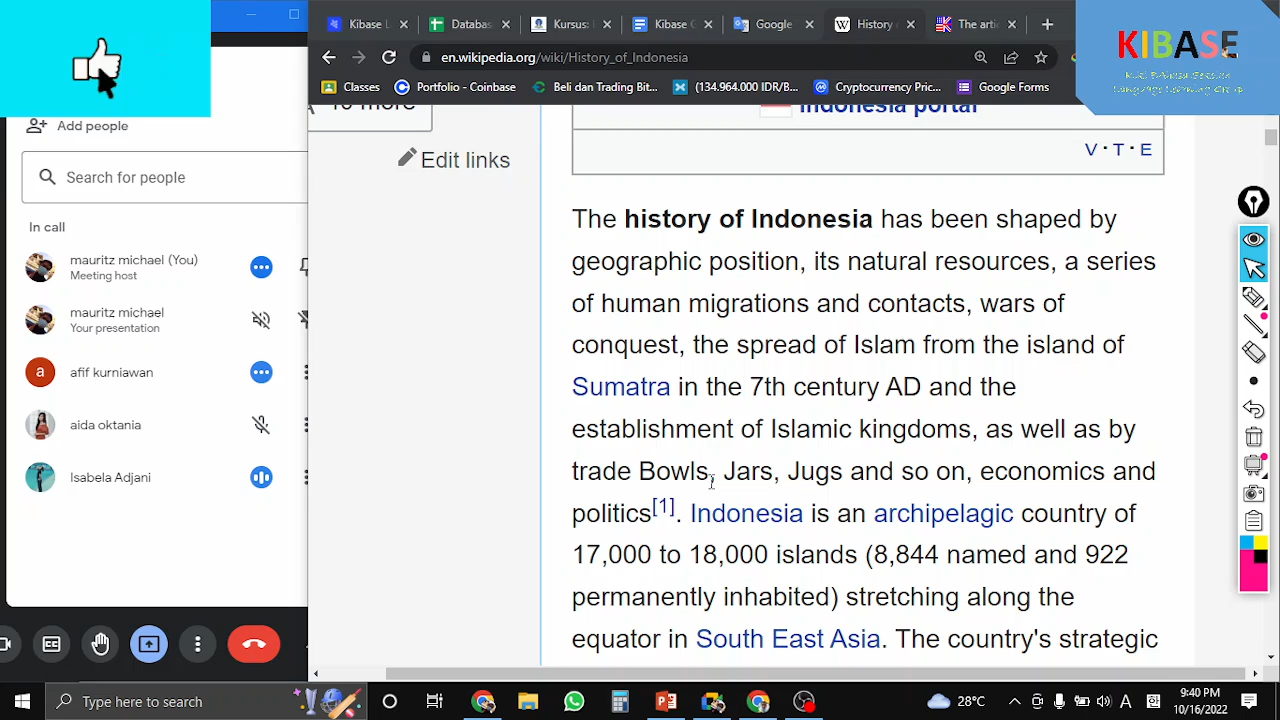 Kibase L
Databas
Kursus: I
Kibase C
Google
History
The arti
en.wikipedia.org/wiki/History_of_Indonesia
KIBASE
Classes
Portfolio - Coinbase
Beli dan Trading Bit...
(134.964.000 IDR/B...
Cryptocurrency Pric...
Google Forms
Language Learning Group
Add people
Search for people
In call
mauritz michael (You)
Meeting host
mauritz michael
Your presentation
afif kurniawan
aida oktania
Isabela Adjani
10 more
Edit links
Indonesia portal
V · T · E
The history of Indonesia has been shaped by
geographic position, its natural resources, a series
of human migrations and contacts, wars of
conquest, the spread of Islam from the island of
Sumatra in the 7th century AD and the
establishment of Islamic kingdoms, as well as by
trade Bowls, Jars, Jugs and so on, economics and
politics[1]. Indonesia is an archipelagic country of
17,000 to 18,000 islands (8,844 named and 922
permanently inhabited) stretching along the
equator in South East Asia. The country's strategic
Type here to search
28°C
A
9:40 PM
10/16/2022